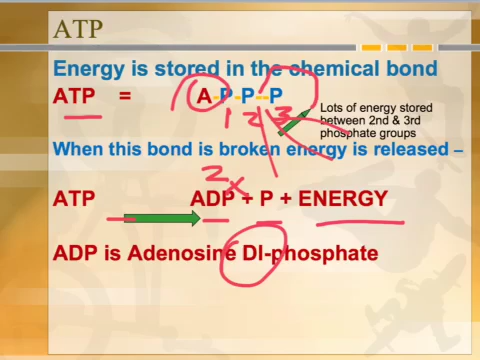 ATP
Energy is stored in the chemical bond
ATP = A-P-P-P
1 2 3
Lots of energy stored
between 2nd & 3rd
phosphate groups
When this bond is broken energy is released –
2x
ATP ADP + P + ENERGY
ADP is Adenosine DI-phosphate